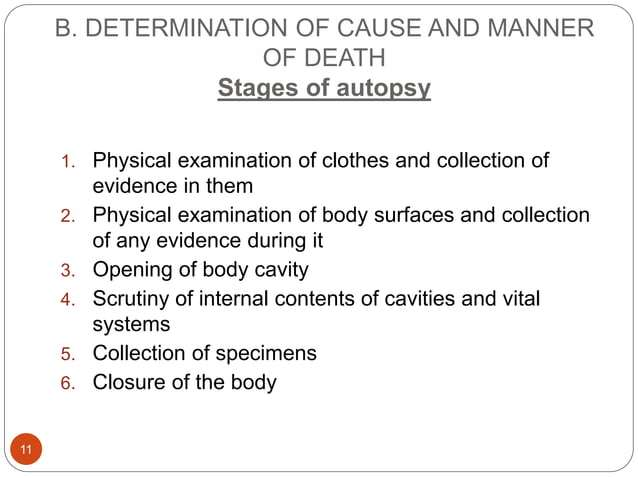 B. DETERMINATION OF CAUSE AND MANNER
OF DEATH
Stages of autopsy
1. Physical examination of clothes and collection of
evidence in them
2. Physical examination of body surfaces and collection
of any evidence during it
3. Opening of body cavity
4. Scrutiny of internal contents of cavities and vital
systems
5. Collection of specimens
6. Closure of the body
11